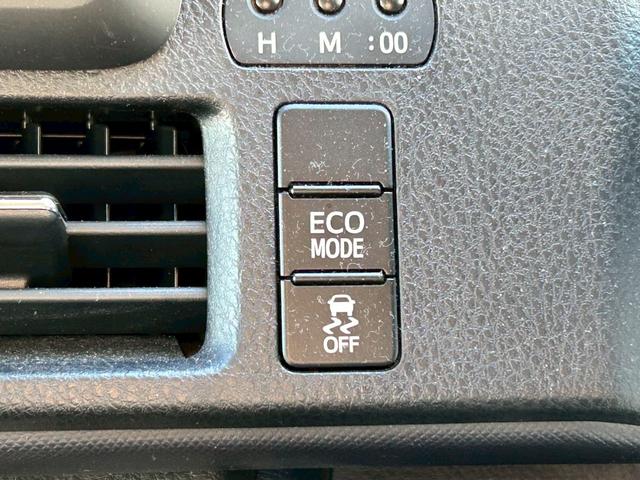 H M :00
ECO
MODE
OFF